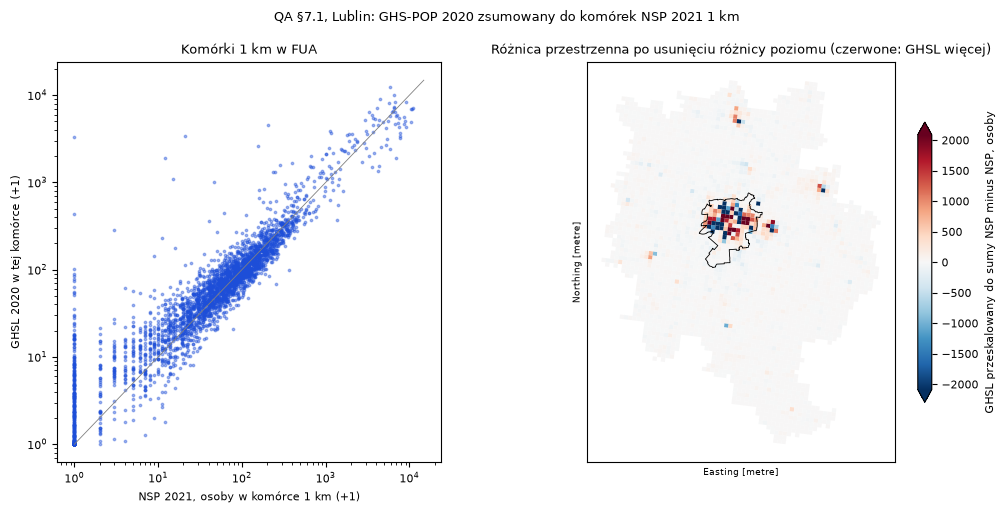 QA §7.1, Lublin: GHS-POP 2020 zsumowany do komórek NSP 2021 1 km
Komórki 1 km w FUA
10⁴
10³
10²
10¹
10⁰
GHSL 2020 w tej komórce (+1)
10⁰
10¹
10²
10³
10⁴
NSP 2021, osoby w komórce 1 km (+1)
Różnica przestrzenna po usunięciu różnicy poziomu (czerwone: GHSL więcej)
Northing [metre]
Easting [metre]
2000
1500
1000
500
0
−500
−1000
−1500
−2000
GHSL przeskalowany do sumy NSP minus NSP, osoby